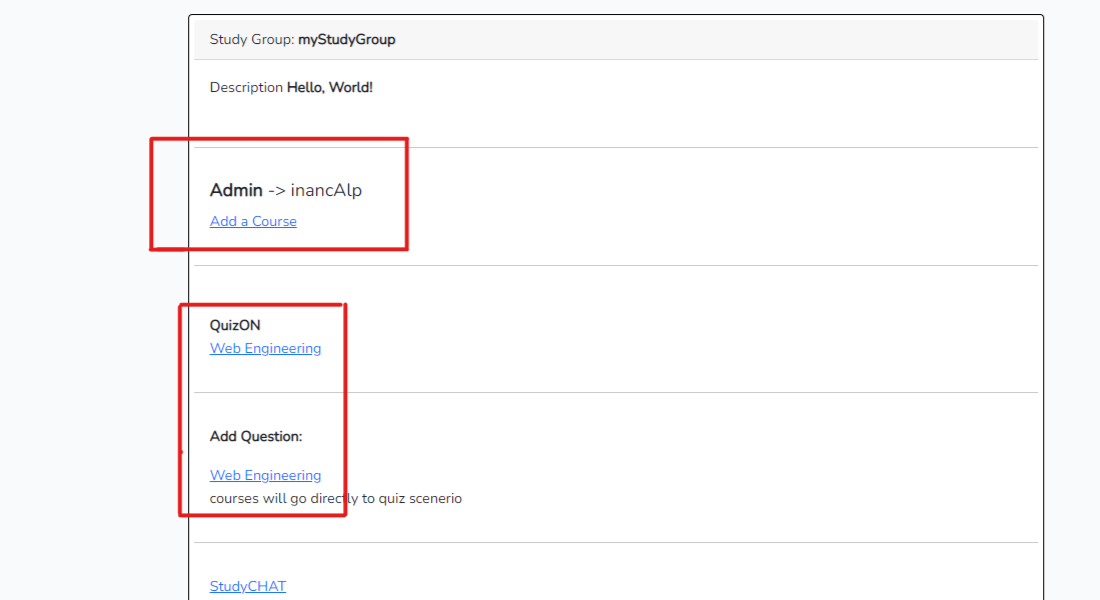 Study Group: myStudyGroup
Description Hello, World!
Admin -> inancAlp
Add a Course
QuizON
Web Engineering
Add Question:
Web Engineering
courses will go directly to quiz scenerio
StudyCHAT